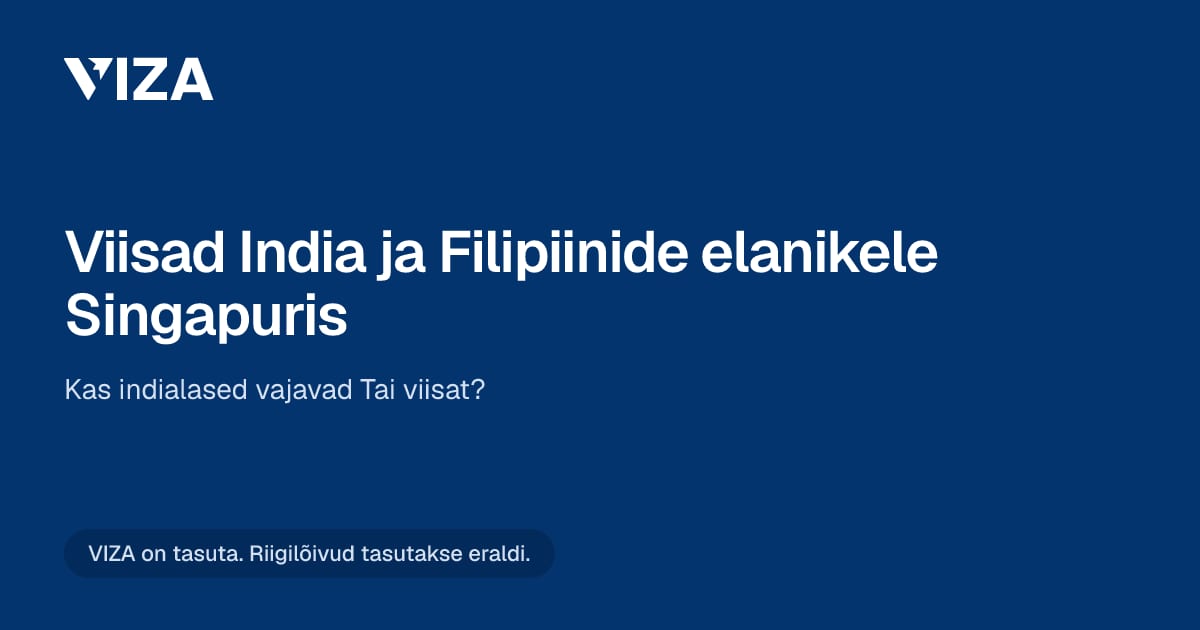 VIZA
Viisad India ja Filipiinide elanikele
Singapuris
Kas indialased vajavad Tai viisat?
VIZA on tasuta. Riigilõivud tasutakse eraldi.